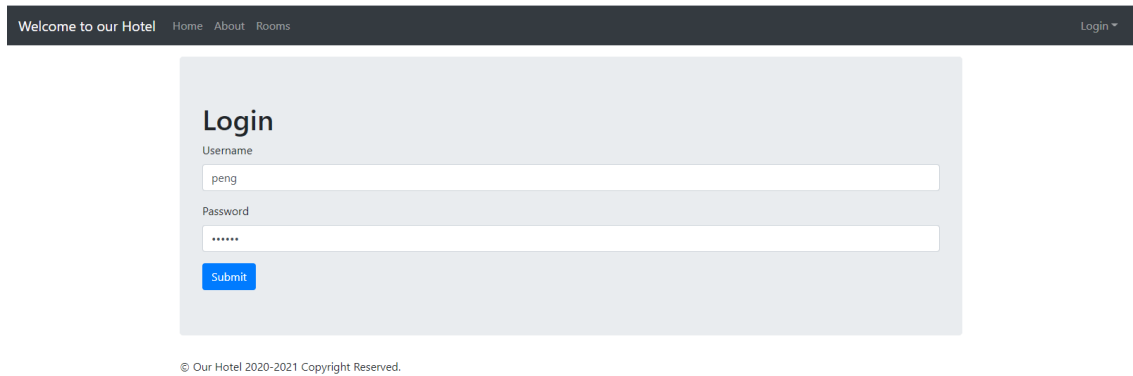 Welcome to our Hotel Home About Rooms Login
Login
Username
peng
Password
••••••
Submit
© Our Hotel 2020-2021 Copyright Reserved.